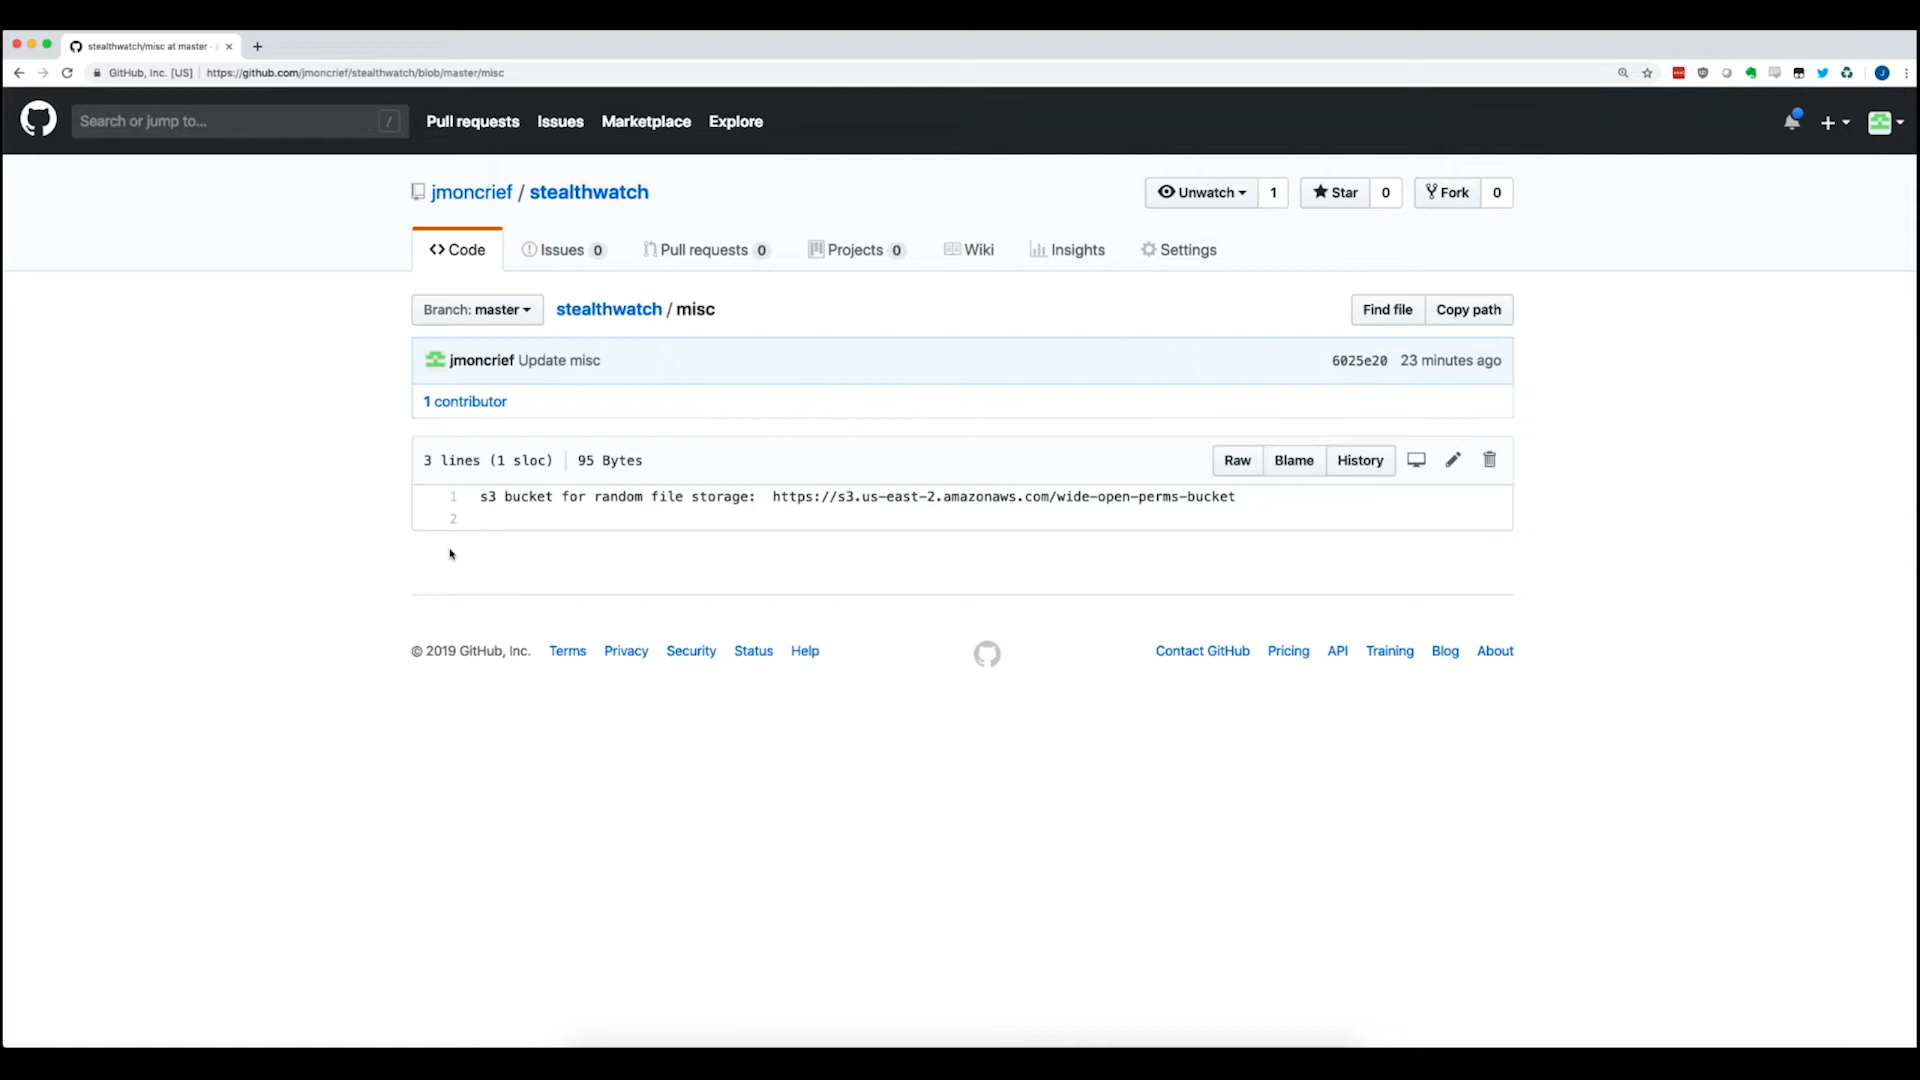 stealthwatch/misc at master · j
GitHub, Inc. [US] https://github.com/jmoncrief/stealthwatch/blob/master/misc
Search or jump to... /
Pull requests Issues Marketplace Explore
jmoncrief / stealthwatch
Unwatch 1 Star 0 Fork 0
Code Issues 0 Pull requests 0 Projects 0 Wiki Insights Settings
Branch: master stealthwatch / misc Find file Copy path
jmoncrief Update misc 6025e20 23 minutes ago
1 contributor
3 lines (1 sloc) 95 Bytes Raw Blame History
1 s3 bucket for random file storage: https://s3.us-east-2.amazonaws.com/wide-open-perms-bucket
2
© 2019 GitHub, Inc. Terms Privacy Security Status Help Contact GitHub Pricing API Training Blog About